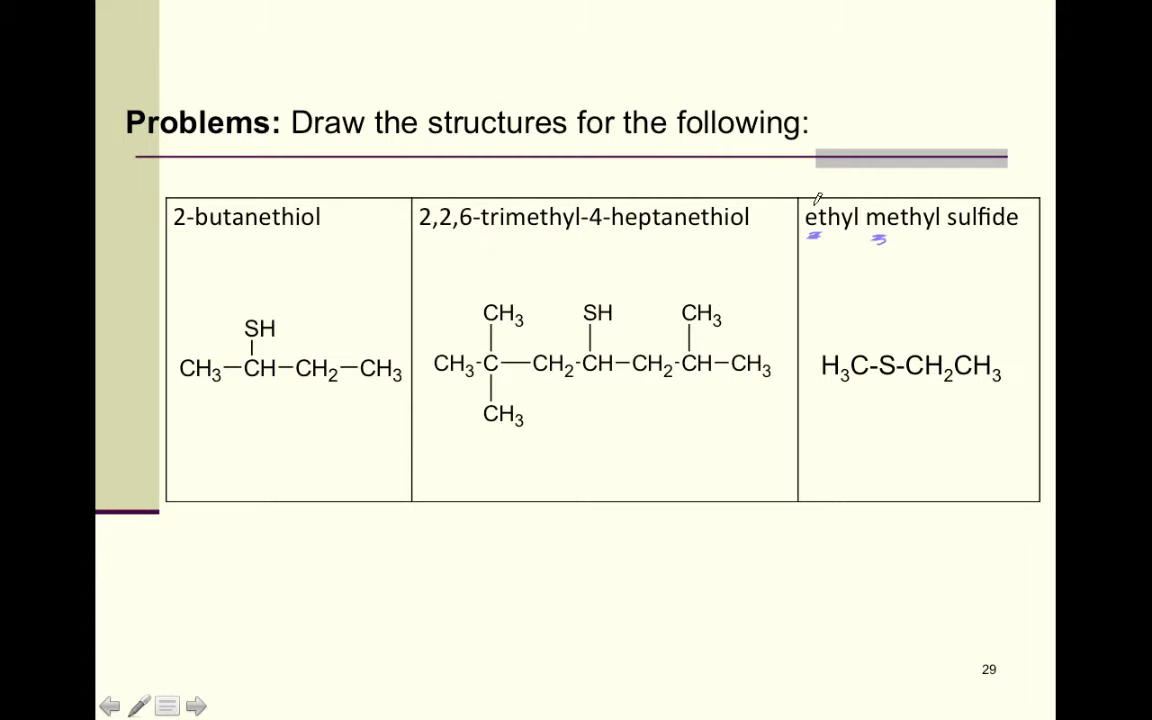 Problems: Draw the structures for the following:
2-butanethiol
SH
CH3-CH-CH2-CH3
2,2,6-trimethyl-4-heptanethiol
CH3 SH CH3
CH3-C-CH2-CH-CH2-CH-CH3
CH3
ethyl methyl sulfide
H3C-S-CH2CH3
29